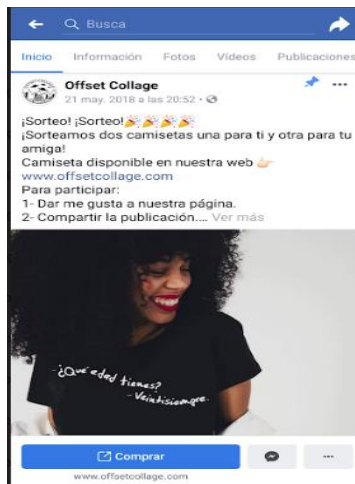 Busca
Inicio Información Fotos Vídeos Publicaciones
Offset Collage
21 may. 2018 a las 20:52 ·
¡Sorteo! ¡Sorteo!🎉🎉🎉🎉
¡Sorteamos dos camisetas una para ti y otra para tu
amiga!
Camiseta disponible en nuestra web 👉🏻
www.offsetcollage.com
Para participar:
1- Dar me gusta a nuestra página.
2- Compartir la publicación.... Ver más
-¿Qué edad tienes?
-Veintisiempre.
Comprar
www.offsetcollage.com